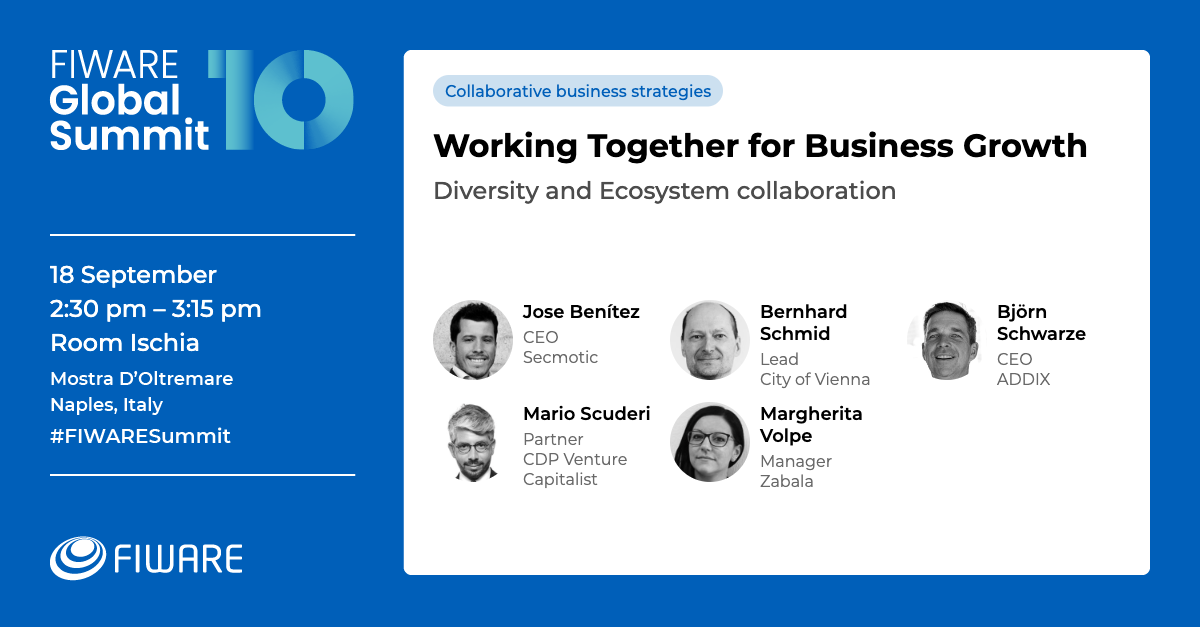 FIWARE
Global
Summit
10
18 September
2:30 pm – 3:15 pm
Room Ischia
Mostra D’Oltremare
Naples, Italy
#FIWARESummit
FIWARE
Collaborative business strategies
Working Together for Business Growth
Diversity and Ecosystem collaboration
Jose Benítez
CEO
Secmotic
Bernhard
Schmid
Lead
City of Vienna
Björn
Schwarze
CEO
ADDIX
Mario Scuderi
Partner
CDP Venture
Capitalist
Margherita
Volpe
Manager
Zabala